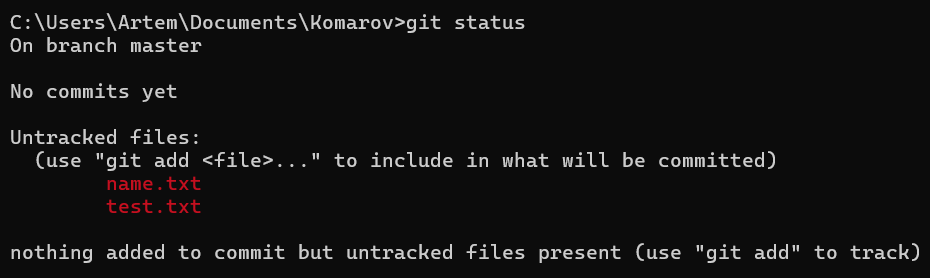 C:\Users\Artem\Documents\Komarov>git status
On branch master
No commits yet
Untracked files:
  (use "git add <file>..." to include in what will be committed)
        name.txt
        test.txt
nothing added to commit but untracked files present (use "git add" to track)